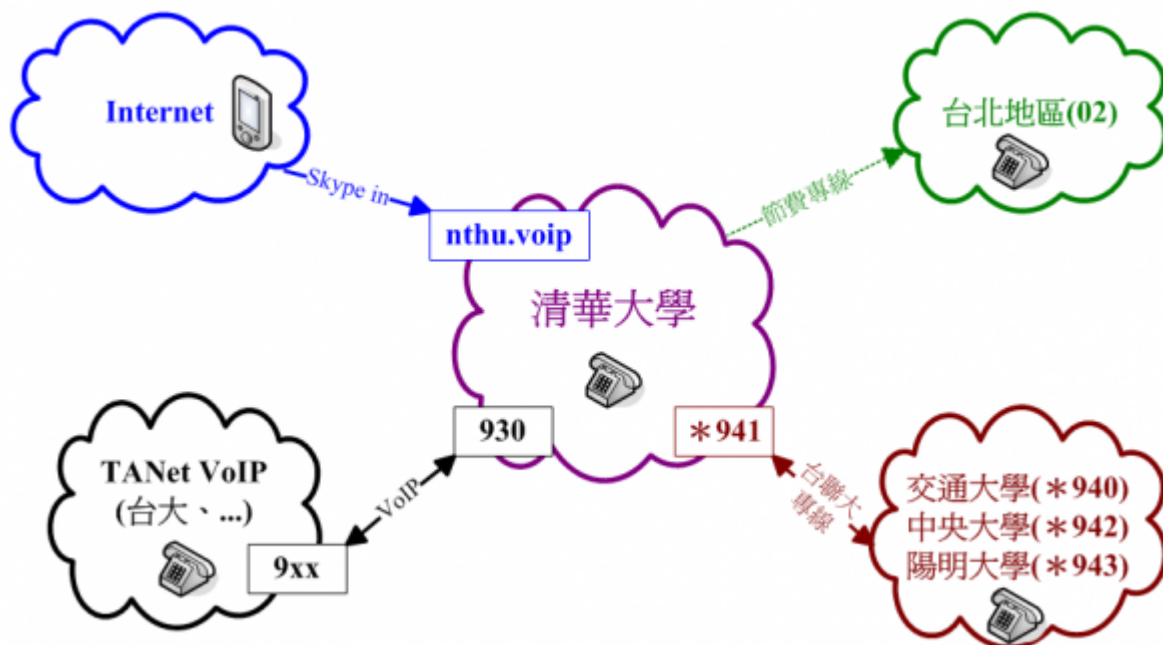 Internet
台北地區(02)
Skype in
節費專線
nthu.voip
清華大學
930
＊941
TANet VoIP
(台大、...)
VoIP
9xx
台聯大
專線
交通大學(＊940)
中央大學(＊942)
陽明大學(＊943)